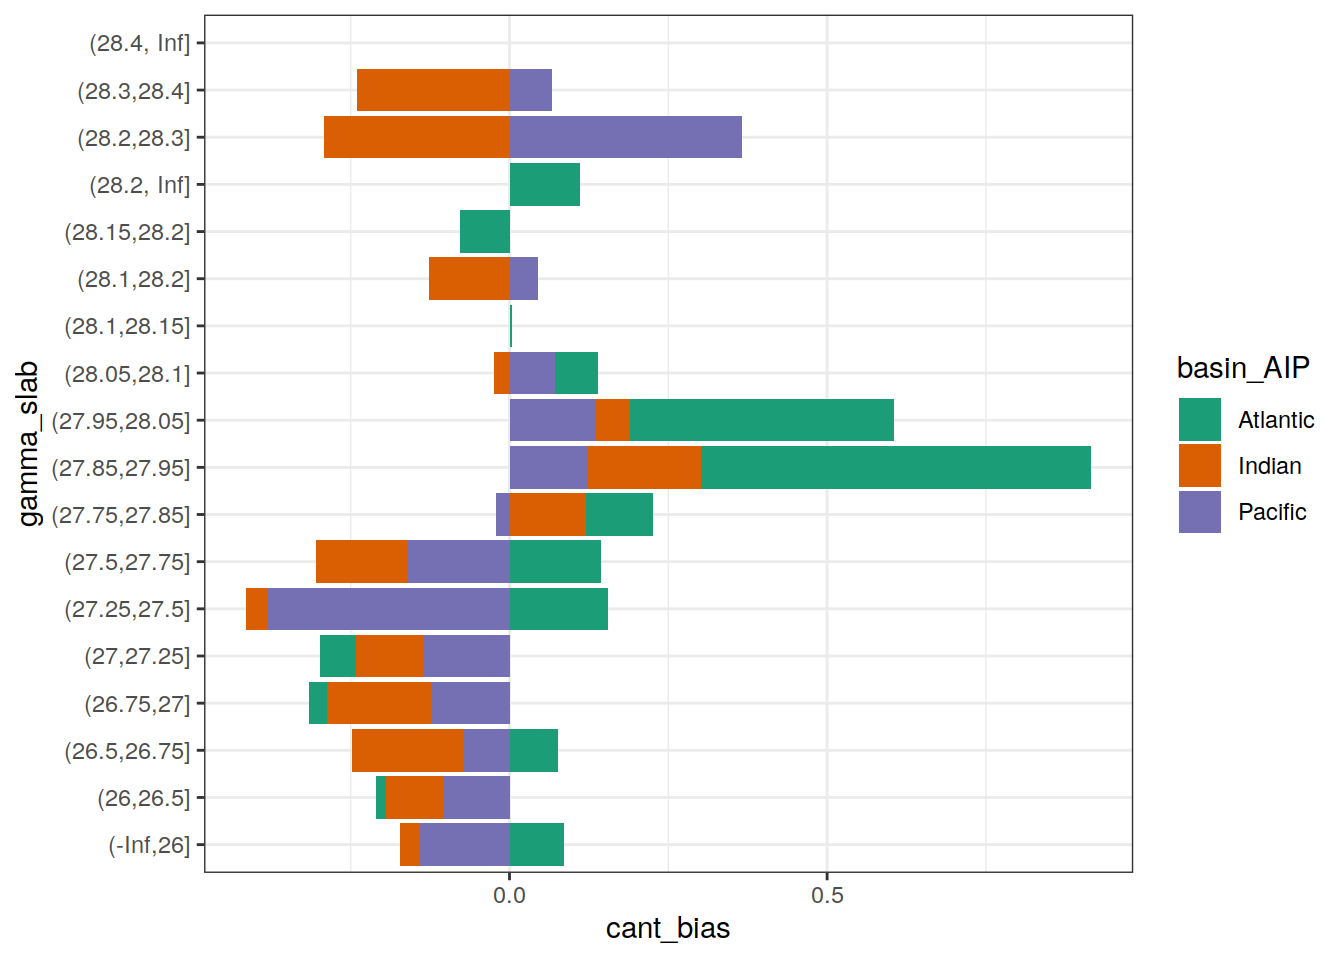 (28.4, Inf]
(28.3,28.4]
(28.2,28.3]
(28.2, Inf]
(28.15,28.2]
(28.1,28.2]
(28.1,28.15]
(28.05,28.1]
(27.95,28.05]
(27.85,27.95]
(27.75,27.85]
(27.5,27.75]
(27.25,27.5]
(27,27.25]
(26.75,27]
(26.5,26.75]
(26,26.5]
(-Inf,26]
gamma_slab
0.0 0.5
cant_bias
basin_AIP
Atlantic
Indian
Pacific